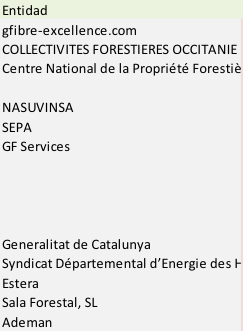 Entidad
gfibre-excellence.com
COLLECTIVITES FORESTIERES OCCITANIE
Centre National de la Propriété Forestiè
NASUVINSA
SEPA
GF Services
Generalitat de Catalunya
Syndicat Départemental d’Energie des H
Estera
Sala Forestal, SL
Ademan